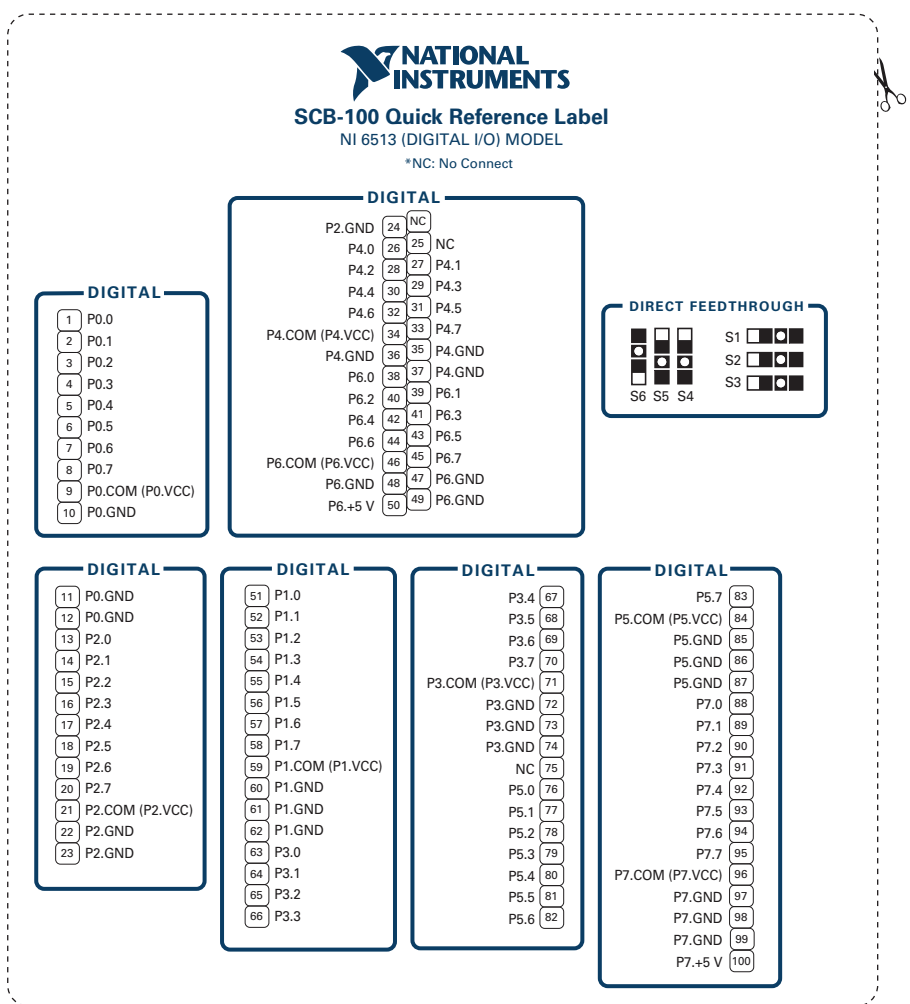 NATIONAL
INSTRUMENTS
SCB-100 Quick Reference Label
NI 6513 (DIGITAL I/O) MODEL
*NC: No Connect
DIGITAL
1 P0.0
2 P0.1
3 P0.2
4 P0.3
5 P0.4
6 P0.5
7 P0.6
8 P0.7
9 P0.COM (P0.VCC)
10 P0.GND
DIGITAL
P2.GND 24 NC
25 NC
P4.0 26
27 P4.1
P4.2 28
29 P4.3
P4.4 30
31 P4.5
P4.6 32
33 P4.7
P4.COM (P4.VCC) 34
35 P4.GND
P4.GND 36
37 P4.GND
P6.0 38
39 P6.1
P6.2 40
41 P6.3
P6.4 42
43 P6.5
P6.6 44
45 P6.7
P6.COM (P6.VCC) 46
47 P6.GND
P6.GND 48
49 P6.GND
P6.+5 V 50
DIRECT FEEDTHROUGH
S1
S2
S3
S6 S5 S4
DIGITAL
11 P0.GND
12 P0.GND
13 P2.0
14 P2.1
15 P2.2
16 P2.3
17 P2.4
18 P2.5
19 P2.6
20 P2.7
21 P2.COM (P2.VCC)
22 P2.GND
23 P2.GND
DIGITAL
51 P1.0
52 P1.1
53 P1.2
54 P1.3
55 P1.4
56 P1.5
57 P1.6
58 P1.7
59 P1.COM (P1.VCC)
60 P1.GND
61 P1.GND
62 P1.GND
63 P3.0
64 P3.1
65 P3.2
66 P3.3
DIGITAL
P3.4 67
P3.5 68
P3.6 69
P3.7 70
P3.COM (P3.VCC) 71
P3.GND 72
P3.GND 73
P3.GND 74
NC 75
P5.0 76
P5.1 77
P5.2 78
P5.3 79
P5.4 80
P5.5 81
P5.6 82
DIGITAL
P5.7 83
P5.COM (P5.VCC) 84
P5.GND 85
P5.GND 86
P5.GND 87
P7.0 88
P7.1 89
P7.2 90
P7.3 91
P7.4 92
P7.5 93
P7.6 94
P7.7 95
P7.COM (P7.VCC) 96
P7.GND 97
P7.GND 98
P7.GND 99
P7.+5 V 100